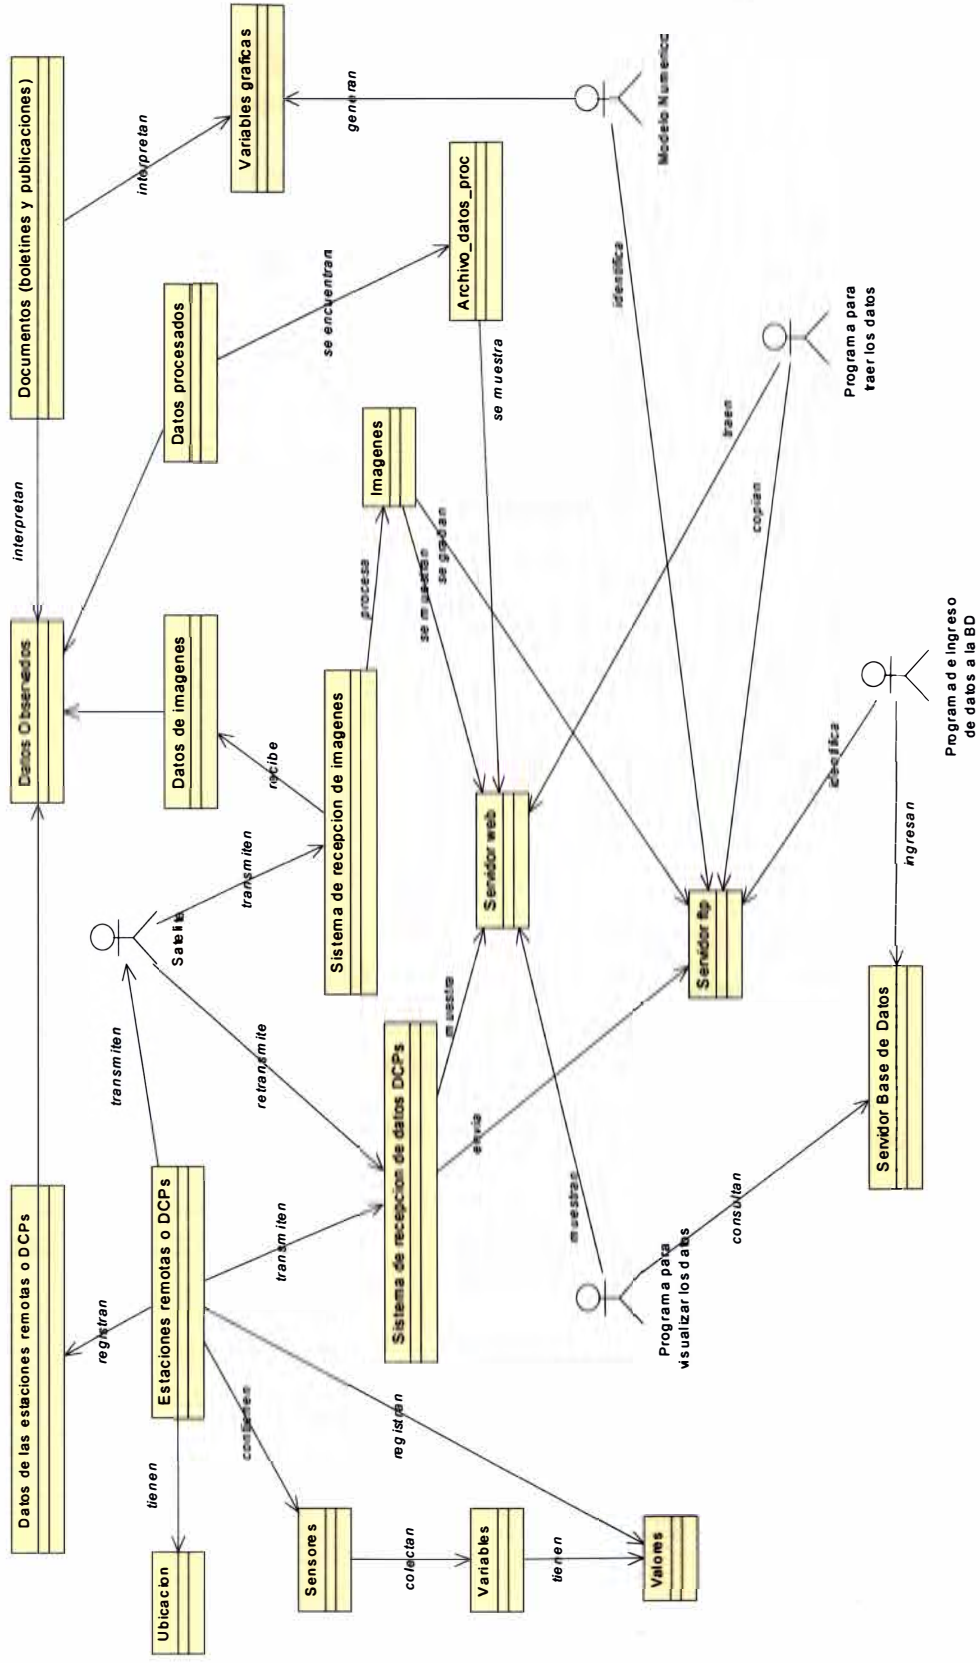 Datos de las estaciones remotas o DCPs
Datos Observados
interpretan
Documentos (boletines y publicaciones)
registran
transmiten
Satelite
interpretan
Ubicacion
tienen
Estaciones remotas o DCPs
Datos de imagenes
Datos procesados
Variables graficas
retransmite
transmiten
recibe
contienen
transmiten
se encuentran
generan
Sensores
Sistema de recepcion de imagenes
procesa
Imagenes
colectan
registran
Sistema de recepcion de datos DCPs
muestra
se muestran
se gradan
Archivo_datos_proc
se muestra
Variables
envia
Servidor web
tienen
muestran
identifica
Modelo Numerico
Valores
Programa para
visualizar los datos
Servidor ftp
traen
consultan
copian
Programa para
traer los datos
identifica
Servidor Base de Datos
ingresan
Programa de Ingreso
de datos a la BD